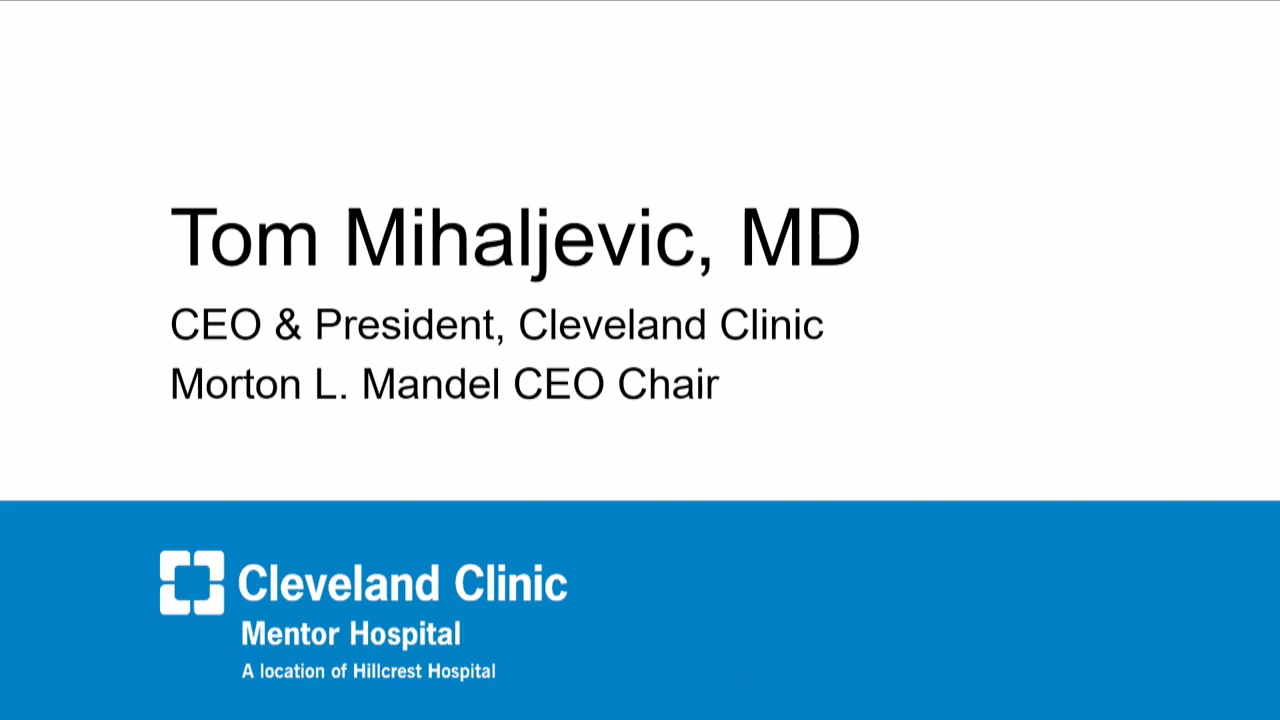 Tom Mihaljevic, MD
CEO & President, Cleveland Clinic
Morton L. Mandel CEO Chair
Cleveland Clinic
Mentor Hospital
A location of Hillcrest Hospital